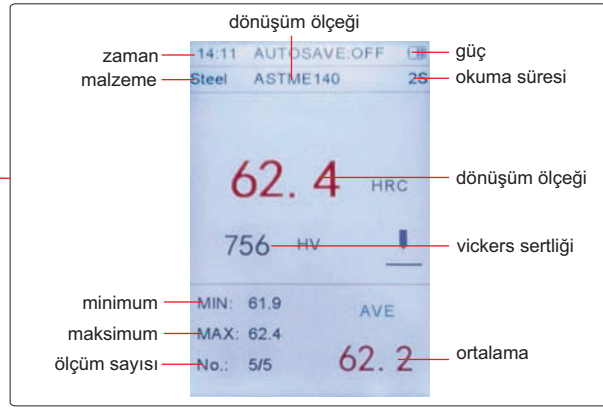 dönüşüm ölçeği
zaman 14:11 AUTOSAVE:OFF güç
malzeme Steel ASTME140 2S okuma süresi
62.4 HRC dönüşüm ölçeği
756 HV vickers sertliği
minimum MIN: 61.9 AVE
maksimum MAX: 62.4
ölçüm sayısı No.: 5/5 62.2 ortalama